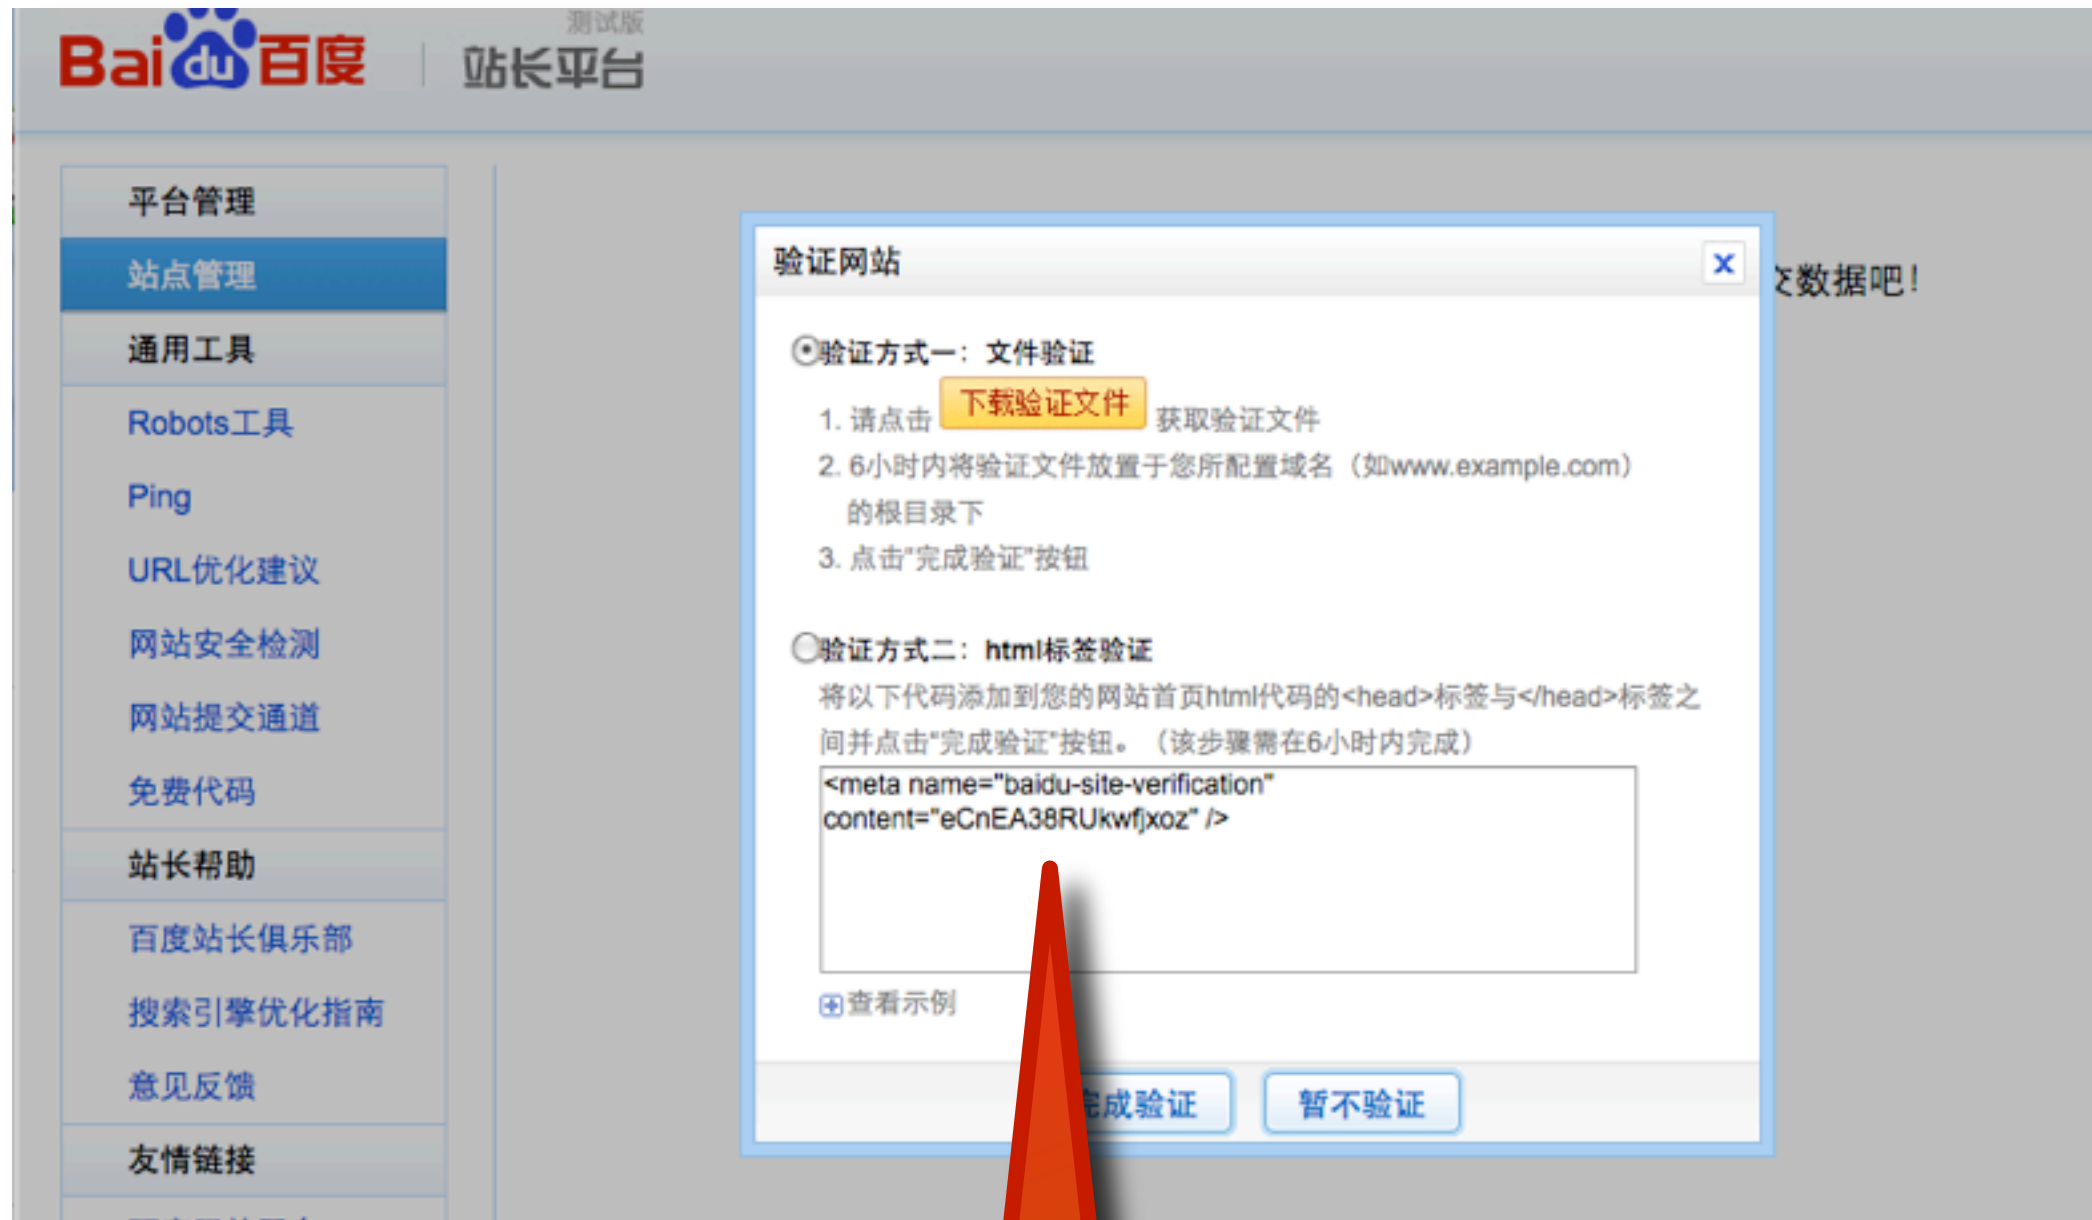 Bai du 百度
测试版
站长平台
平台管理
站点管理
通用工具
Robots工具
Ping
URL优化建议
网站安全检测
网站提交通道
免费代码
站长帮助
百度站长俱乐部
搜索引擎优化指南
意见反馈
友情链接
验证网站
x
数据吧！
验证方式一：文件验证
1. 请点击 下载验证文件 获取验证文件
2. 6小时内将验证文件放置于您所配置域名（如www.example.com）
的根目录下
3. 点击“完成验证”按钮
验证方式二：html标签验证
将以下代码添加到您的网站首页html代码的<head>标签与</head>标签之
间并点击“完成验证”按钮。（该步骤需在6小时内完成）
<meta name="baidu-site-verification"
content="eCnEA38RUkwfjxoz" />
查看示例
成验证
暂不验证